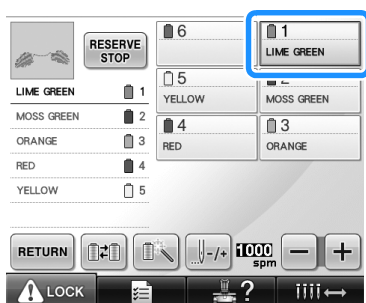 RESERVE
STOP
LIME GREEN 1
MOSS GREEN 2
ORANGE 3
RED 4
YELLOW 5
6
1
LIME GREEN
5
YELLOW
2
MOSS GREEN
4
RED
3
ORANGE
RETURN
-/+
1000
spm
- +
LOCK
?